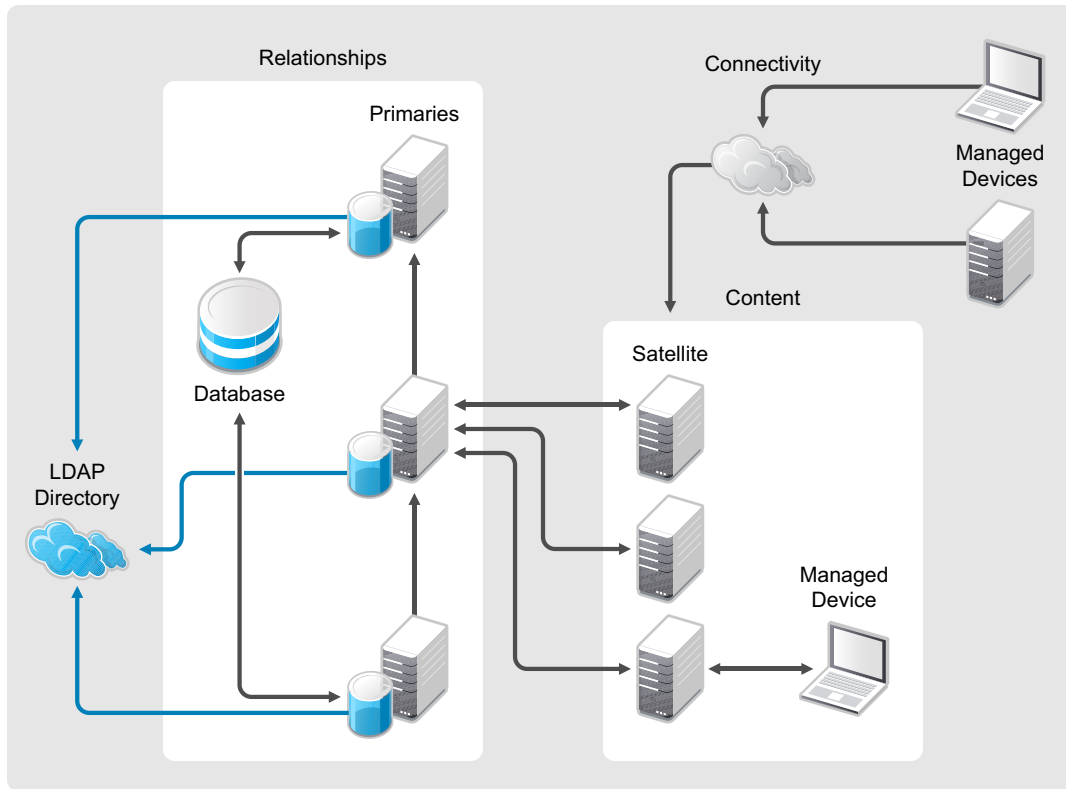 Relationships
Primaries
Database
LDAP
Directory
Connectivity
Managed
Devices
Content
Satellite
Managed
Device